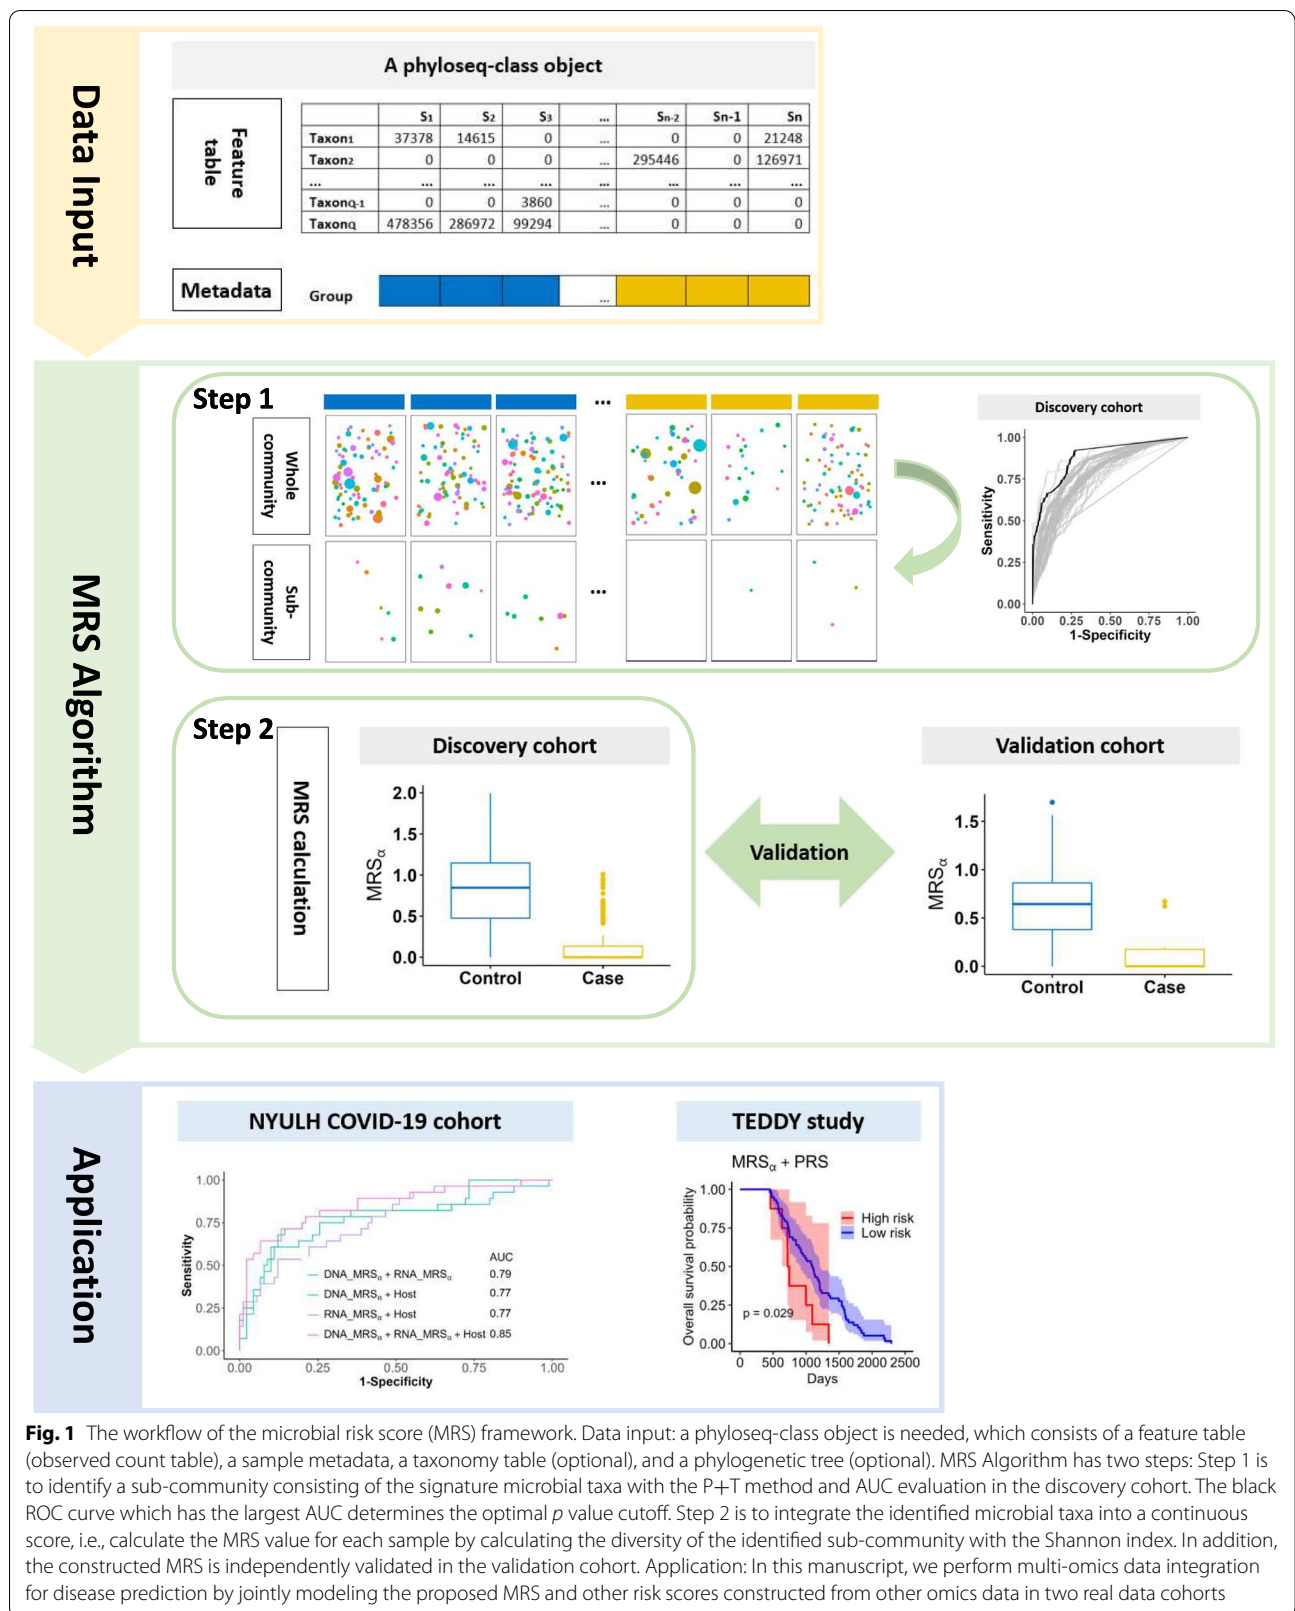 Data Input
A phyloseq-class object
Feature table
S1 S2 S3 ... Sn-2 Sn-1 Sn
Taxon1 37378 14615 0 ... 0 0 21248
Taxon2 0 0 0 ... 295446 0 126971
... ... ... ... ... ... ... ...
TaxonQ-1 0 0 3860 ... 0 0 0
TaxonQ 478356 286972 99294 ... 0 0 0
Metadata
Group ...
MRS Algorithm
Step 1
...
Whole community
...
Sub-community
...
Discovery cohort
Sensitivity
1.00
0.75
0.50
0.25
0.00
0.00 0.25 0.50 0.75 1.00
1-Specificity
Step 2
MRS calculation
Discovery cohort
MRSα
2.0
1.5
1.0
0.5
0.0
Control Case
Validation
Validation cohort
MRSα
1.5
1.0
0.5
0.0
Control Case
Application
NYULH COVID-19 cohort
Sensitivity
1.00
0.75
0.50
0.25
0.00
AUC
DNA_MRSα + RNA_MRSα 0.79
DNA_MRSα + Host 0.77
RNA_MRSα + Host 0.77
DNA_MRSα + RNA_MRSα + Host 0.85
0.00 0.25 0.50 0.75 1.00
1-Specificity
TEDDY study
MRSα + PRS
Overall survival probability
1.00
0.75
0.50
0.25
0.00
High risk
Low risk
p = 0.029
0 500 1000 1500 2000 2500
Days
Fig. 1 The workflow of the microbial risk score (MRS) framework. Data input: a phyloseq-class object is needed, which consists of a feature table
(observed count table), a sample metadata, a taxonomy table (optional), and a phylogenetic tree (optional). MRS Algorithm has two steps: Step 1 is
to identify a sub-community consisting of the signature microbial taxa with the P+T method and AUC evaluation in the discovery cohort. The black
ROC curve which has the largest AUC determines the optimal p value cutoff. Step 2 is to integrate the identified microbial taxa into a continuous
score, i.e., calculate the MRS value for each sample by calculating the diversity of the identified sub-community with the Shannon index. In addition,
the constructed MRS is independently validated in the validation cohort. Application: In this manuscript, we perform multi-omics data integration
for disease prediction by jointly modeling the proposed MRS and other risk scores constructed from other omics data in two real data cohorts